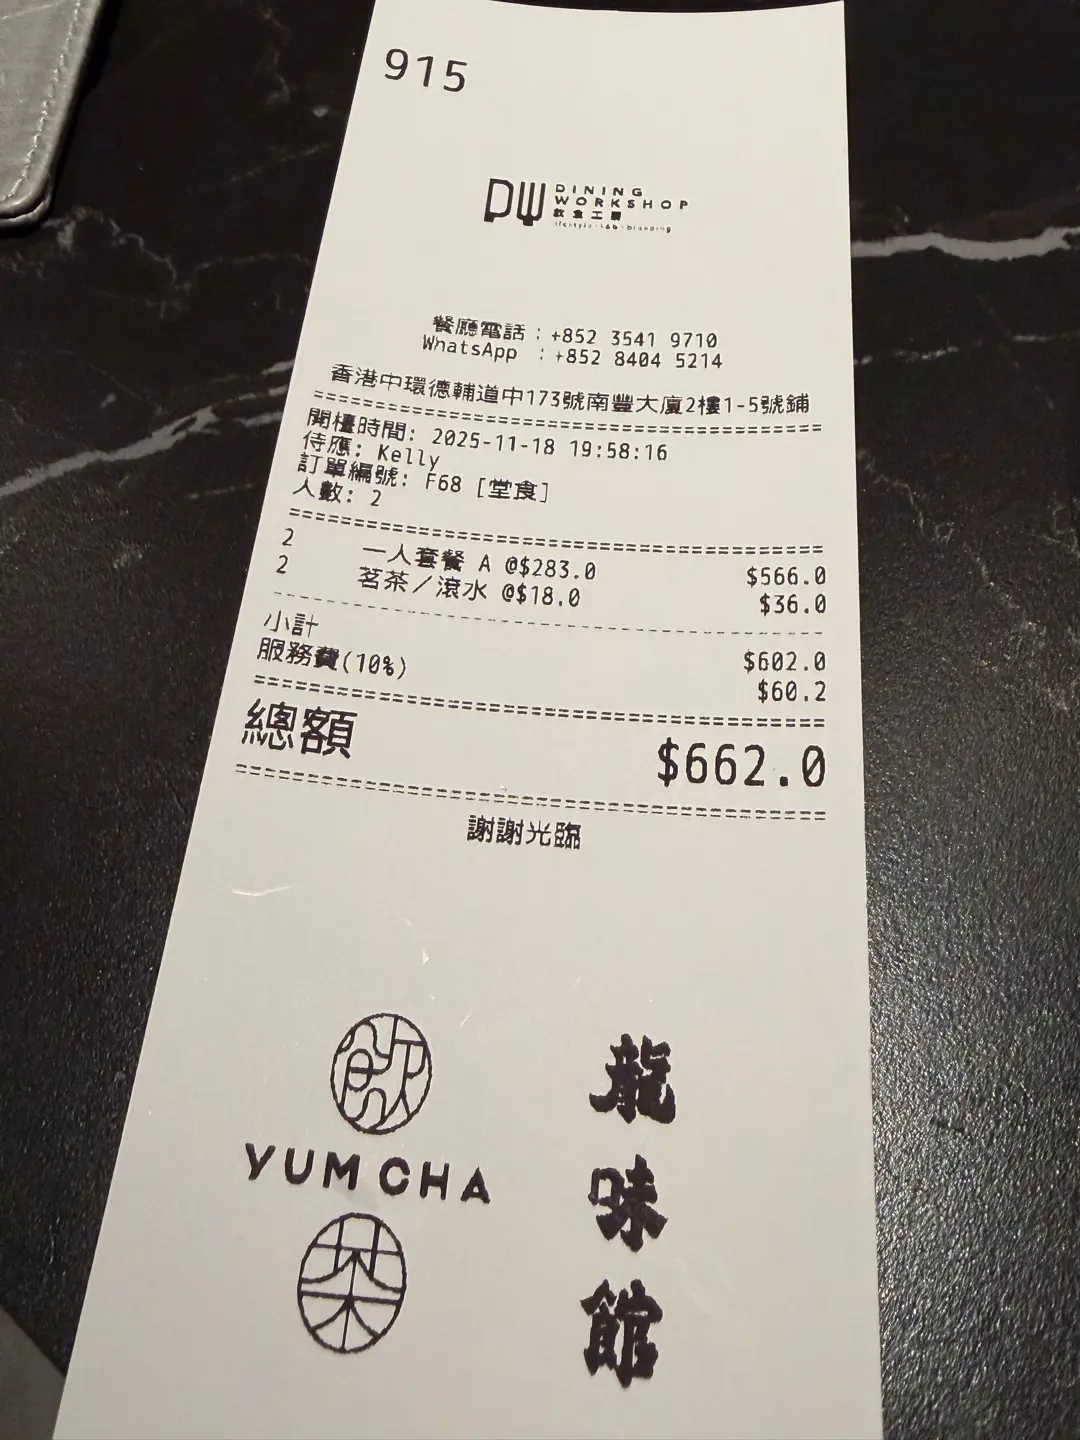 915
DW DINING
WORKSHOP
飲食工房
餐廳電話：+852 3541 9710
WhatsApp ：+852 8404 5214
香港中環德輔道中173號南豐大廈2樓1-5號鋪
開檯時間: 2025-11-18 19:58:16
侍應: Kelly
訂單編號: F68 [堂食]
人數: 2
2 一人套餐 A @$283.0 $566.0
2 茗茶／滾水 @$18.0 $36.0
小計 $602.0
服務費(10%) $60.2
總額 $662.0
謝謝光臨
飲
YUM CHA
茶
龍味館